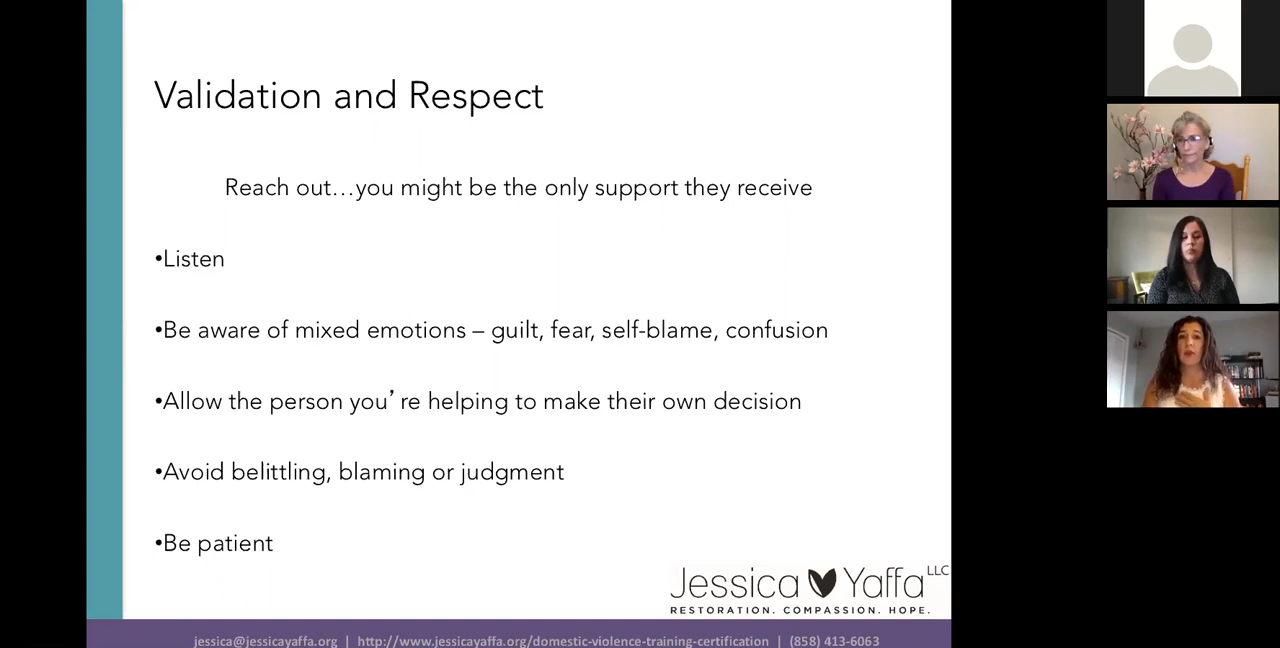 Validation and Respect
Reach out…you might be the only support they receive
•Listen
•Be aware of mixed emotions – guilt, fear, self-blame, confusion
•Allow the person you’ re helping to make their own decision
•Avoid belittling, blaming or judgment
•Be patient
Jessica Yaffa LLC
RESTORATION. COMPASSION. HOPE.
jessica@jessicayaffa.org | http://www.jessicayaffa.org/domestic-violence-training-certification | (858) 413-6063